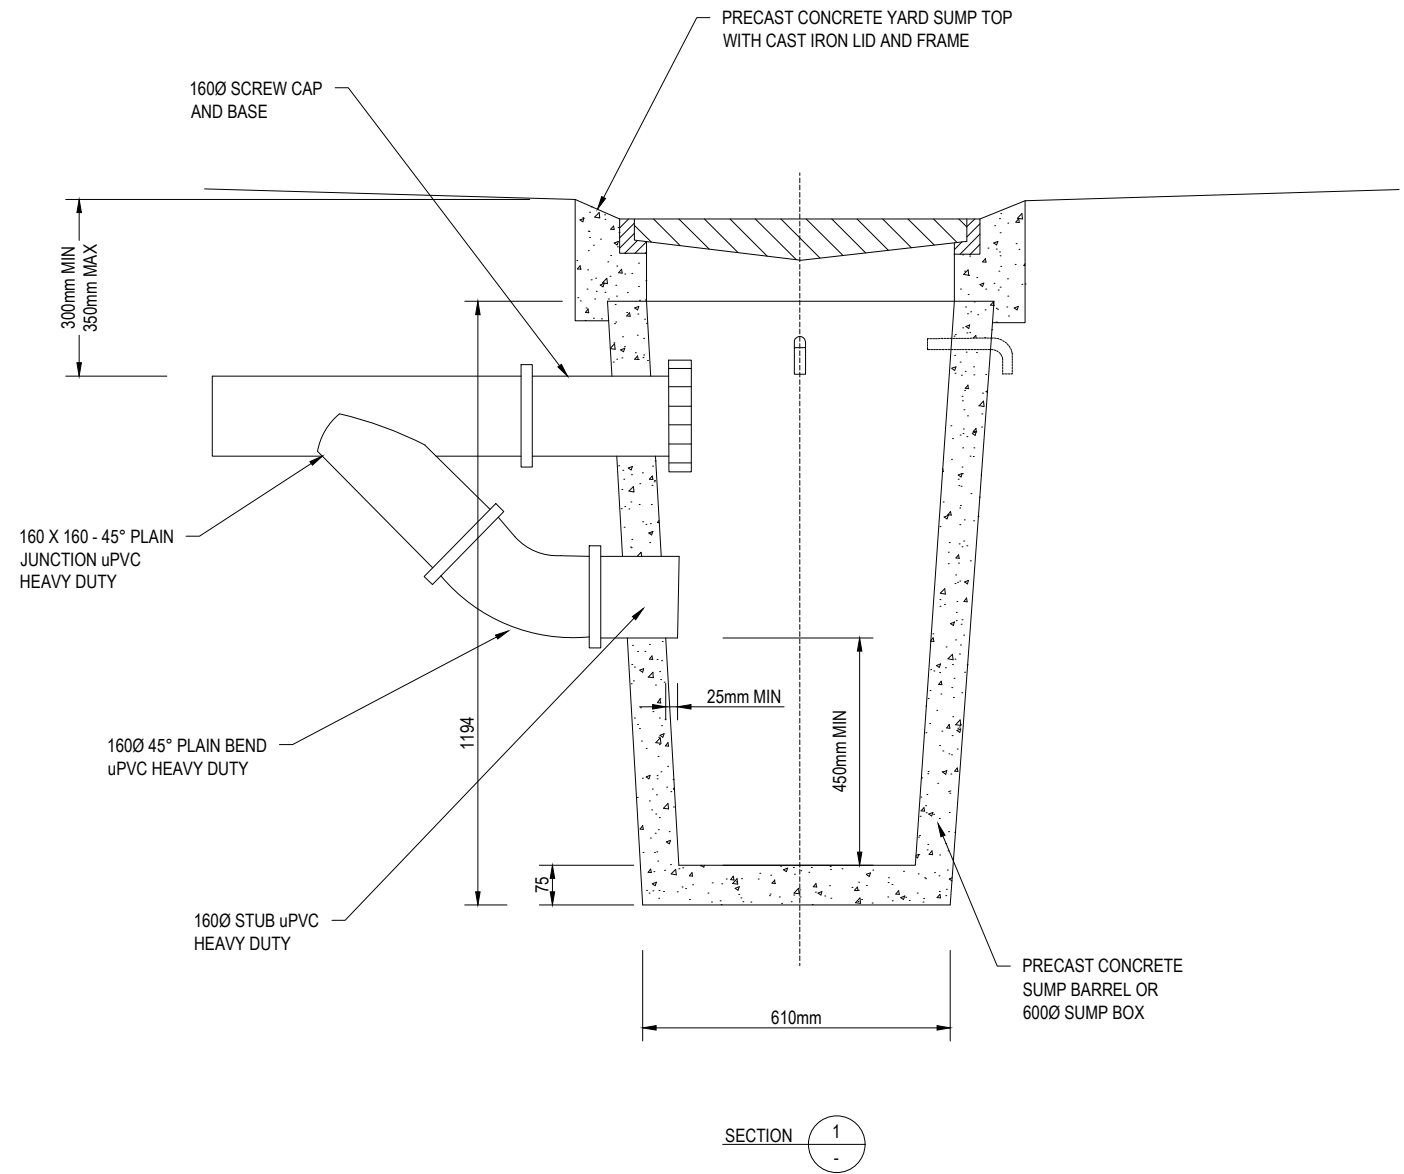 PRECAST CONCRETE YARD SUMP TOP
WITH CAST IRON LID AND FRAME
160Ø SCREW CAP
AND BASE
300mm MIN
350mm MAX
160 X 160 - 45° PLAIN
JUNCTION uPVC
HEAVY DUTY
25mm MIN
1194
450mm MIN
160Ø 45° PLAIN BEND
uPVC HEAVY DUTY
75
160Ø STUB uPVC
HEAVY DUTY
PRECAST CONCRETE
SUMP BARREL OR
600Ø SUMP BOX
610mm
SECTION
1
-